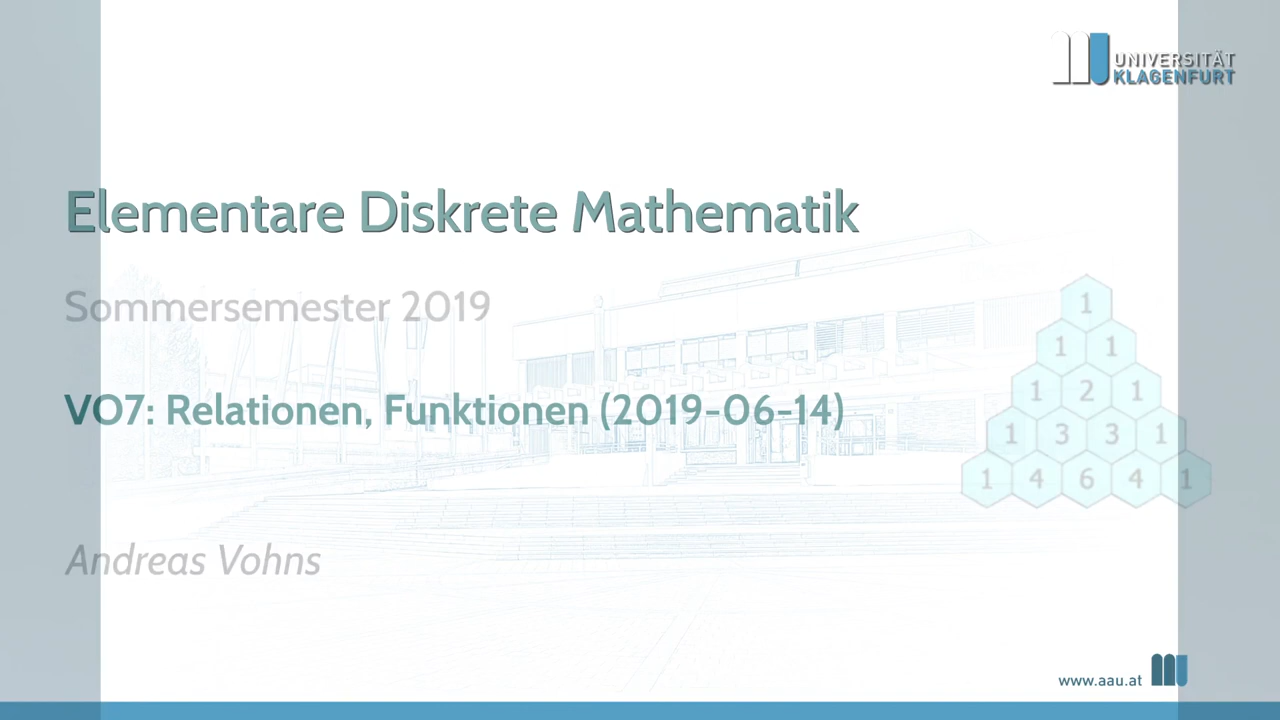 UNIVERSITÄT
KLAGENFURT
Elementare Diskrete Mathematik
Sommersemester 2019
VO7: Relationen, Funktionen (2019-06-14)
Andreas Vohns
1
1 1
1 2 1
1 3 3 1
1 4 6 4 1
www.aau.at